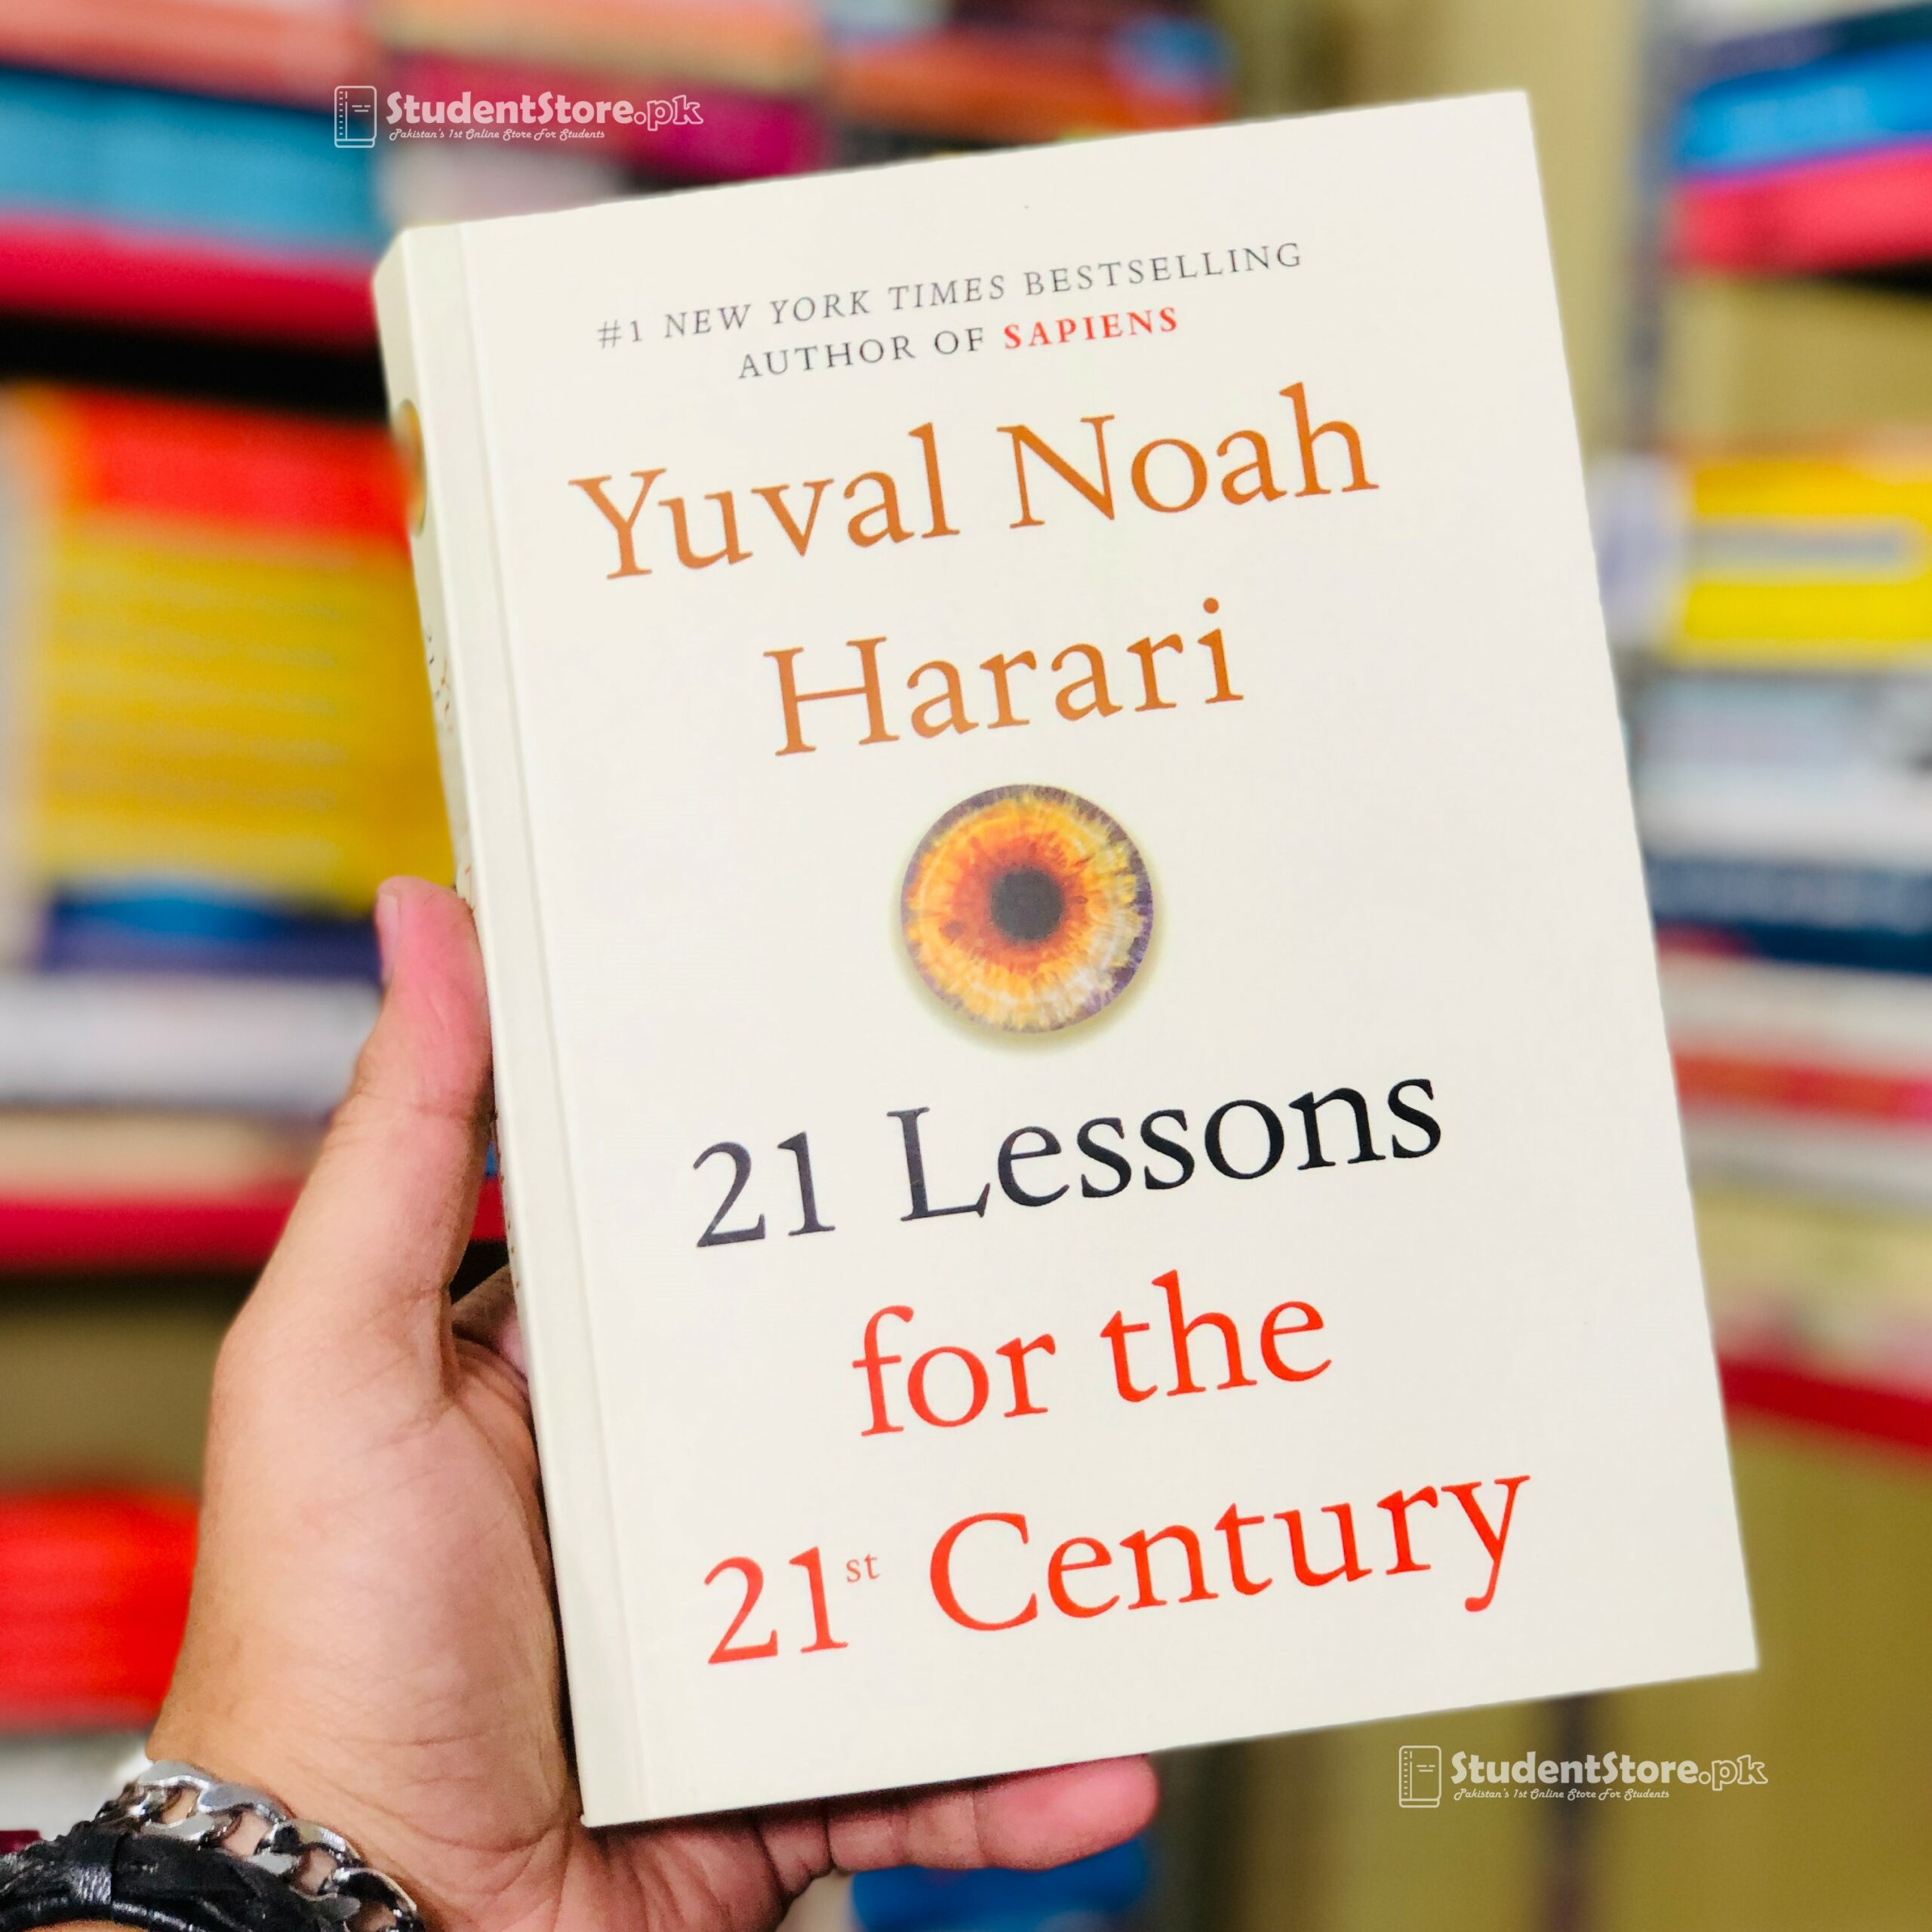 StudentStore.pk
Pakistan's 1st Online Store For Students
#1 NEW YORK TIMES BESTSELLING
AUTHOR OF SAPIENS
Yuval Noah
Harari
21 Lessons
for the
21st Century
StudentStore.pk
Pakistan's 1st Online Store For Students